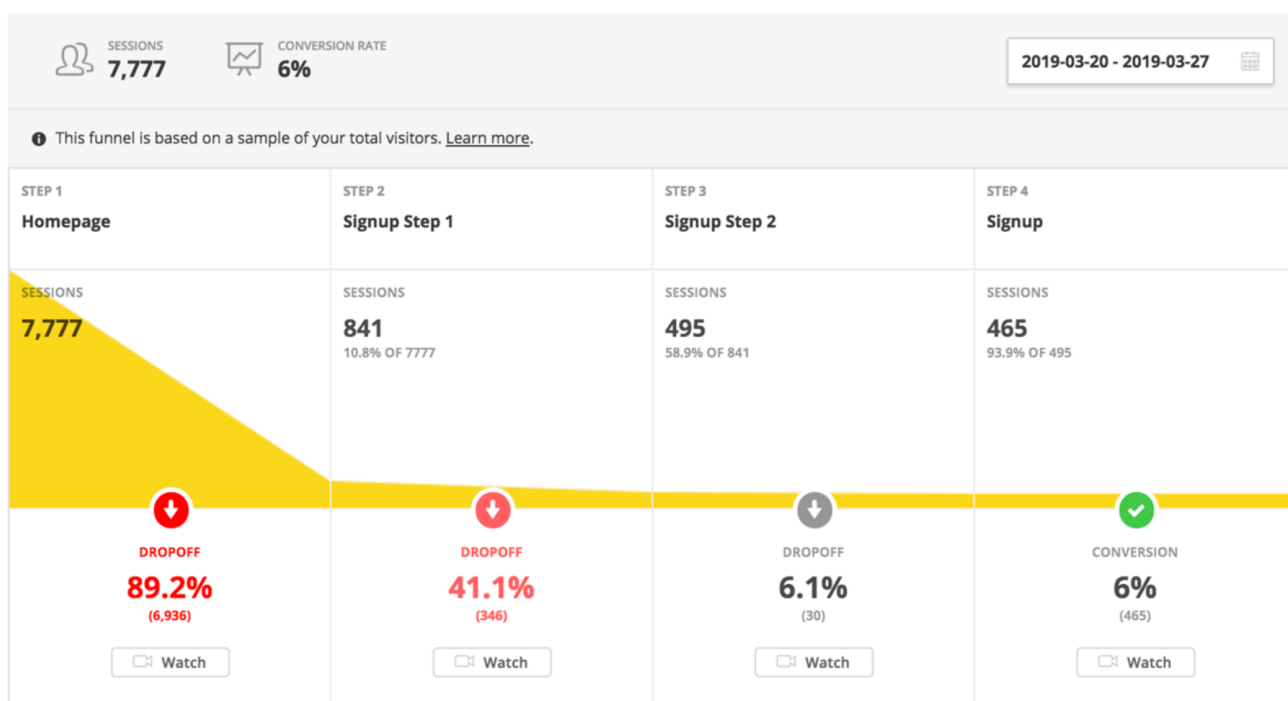 SESSIONS
7,777
CONVERSION RATE
6%
2019-03-20 - 2019-03-27
This funnel is based on a sample of your total visitors. Learn more.
STEP 1
Homepage
STEP 2
Signup Step 1
STEP 3
Signup Step 2
STEP 4
Signup
SESSIONS
7,777
SESSIONS
841
10.8% OF 7777
SESSIONS
495
58.9% OF 841
SESSIONS
465
93.9% OF 495
DROPOFF
89.2%
(6,936)
Watch
DROPOFF
41.1%
(346)
Watch
DROPOFF
6.1%
(30)
Watch
CONVERSION
6%
(465)
Watch